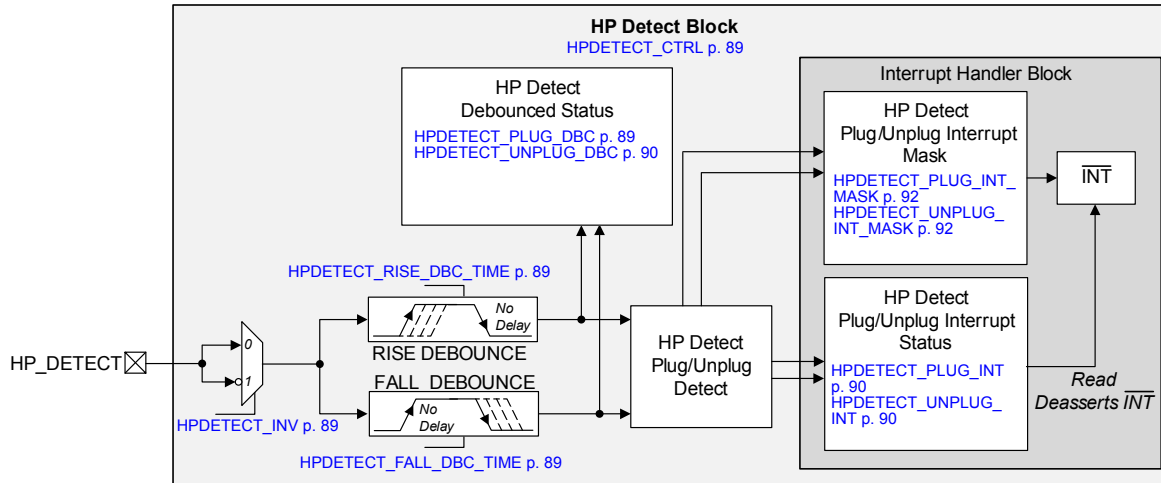 HP Detect Block
HPDETECT_CTRL p. 89
HP Detect
Debounced Status
HPDETECT_PLUG_DBC p. 89
HPDETECT_UNPLUG_DBC p. 90
Interrupt Handler Block
HP Detect
Plug/Unplug Interrupt
Mask
HPDETECT_PLUG_INT_
MASK p. 92
HPDETECT_UNPLUG_
INT_MASK p. 92
INT
HPDETECT_RISE_DBC_TIME p. 89
No
Delay
RISE DEBOUNCE
HP_DETECT
0
1
HPDETECT_INV p. 89
FALL DEBOUNCE
No
Delay
HPDETECT_FALL_DBC_TIME p. 89
HP Detect
Plug/Unplug
Detect
HP Detect
Plug/Unplug Interrupt
Status
HPDETECT_PLUG_INT
p. 90
HPDETECT_UNPLUG_
INT p. 90
Read
Deasserts INT